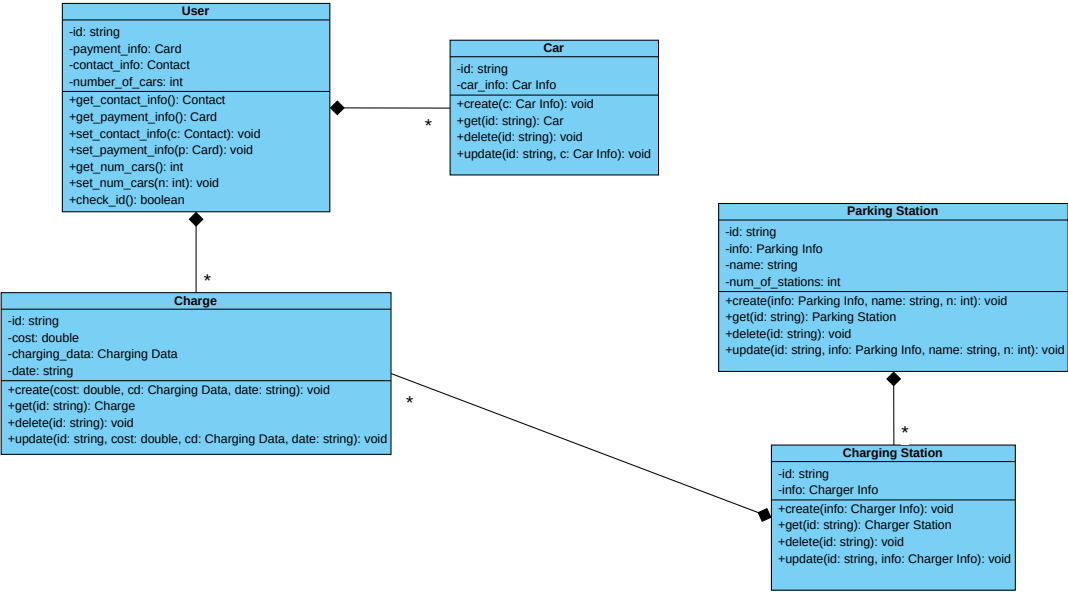 User
-id: string
-payment_info: Card
-contact_info: Contact
-number_of_cars: int
+get_contact_info(): Contact
+get_payment_info(): Card
+set_contact_info(c: Contact): void
+set_payment_info(p: Card): void
+get_num_cars(): int
+set_num_cars(n: int): void
+check_id(): boolean
Car
-id: string
-car_info: Car Info
+create(c: Car Info): void
+get(id: string): Car
+delete(id: string): void
+update(id: string, c: Car Info): void
*
*
Charge
-id: string
-cost: double
-charging_data: Charging Data
-date: string
+create(cost: double, cd: Charging Data, date: string): void
+get(id: string): Charge
+delete(id: string): void
+update(id: string, cost: double, cd: Charging Data, date: string): void
*
Parking Station
-id: string
-info: Parking Info
-name: string
-num_of_stations: int
+create(info: Parking Info, name: string, n: int): void
+get(id: string): Parking Station
+delete(id: string): void
+update(id: string, info: Parking Info, name: string, n: int): void
*
Charging Station
-id: string
-info: Charger Info
+create(info: Charger Info): void
+get(id: string): Charger Station
+delete(id: string): void
+update(id: string, info: Charger Info): void